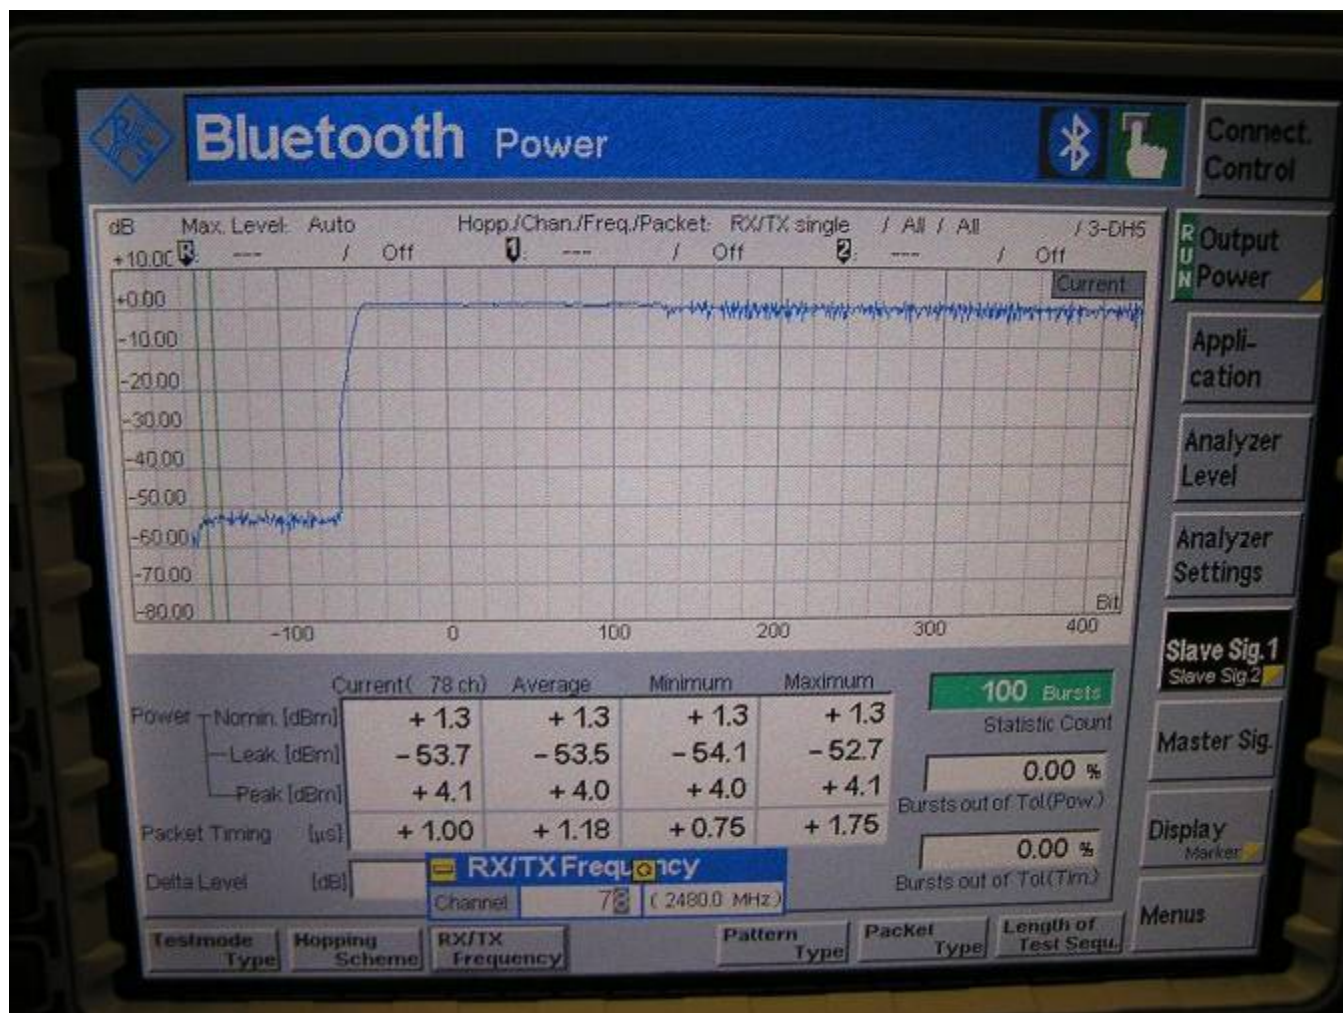 Bluetooth Power
Connect. Control
dB Max. Level: Auto Hopp./Chan./Freq./Packet: RX/TX single / All / All / 3-DH5
+10.00 R: --- / Off 1: --- / Off 2: --- / Off
Current
+0.00
-10.00
-20.00
-30.00
-40.00
-50.00
-60.00
-70.00
-80.00
Bit
-100 0 100 200 300 400
RUN Output Power
Appli-
cation
Analyzer
Level
Analyzer
Settings
Slave Sig.1
Slave Sig.2
Master Sig.
Display
Marker
Menus
Current( 78 ch) Average Minimum Maximum
Power Nomin. [dBm] +1.3 +1.3 +1.3 +1.3
Leak. [dBm] -53.7 -53.5 -54.1 -52.7
Peak [dBm] +4.1 +4.0 +4.0 +4.1
Packet Timing [µs] +1.00 +1.18 +0.75 +1.75
Delta Level [dB]
100 Bursts
Statistic Count
0.00 %
Bursts out of Tol.(Pow.)
0.00 %
Bursts out of Tol.(Tim.)
RX/TX Frequency
Channel 78 ( 2480.0 MHz )
Testmode Type
Hopping Scheme
RX/TX Frequency
Pattern Type
Packet Type
Length of Test Sequ.